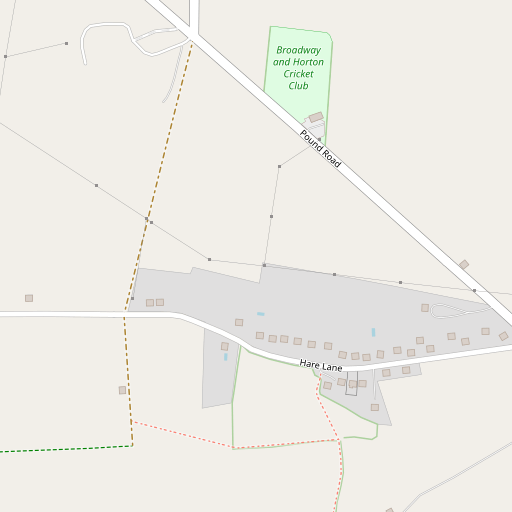 Broadway
and Horton
Cricket
Club
Pound Road
Hare Lane